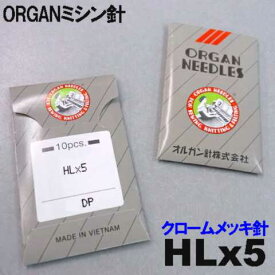 ORGANミシン針
ORGAN
NEEDLES
オルガン針株式会社
10pcs.
HLx5
DP
MADE IN VIETNAM
クロームメッキ針
HLx5